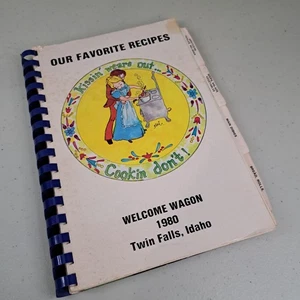 OUR FAVORITE RECIPES
Kissin' wears out...
Cookin don't!
WELCOME WAGON
1980
Twin Falls, Idaho